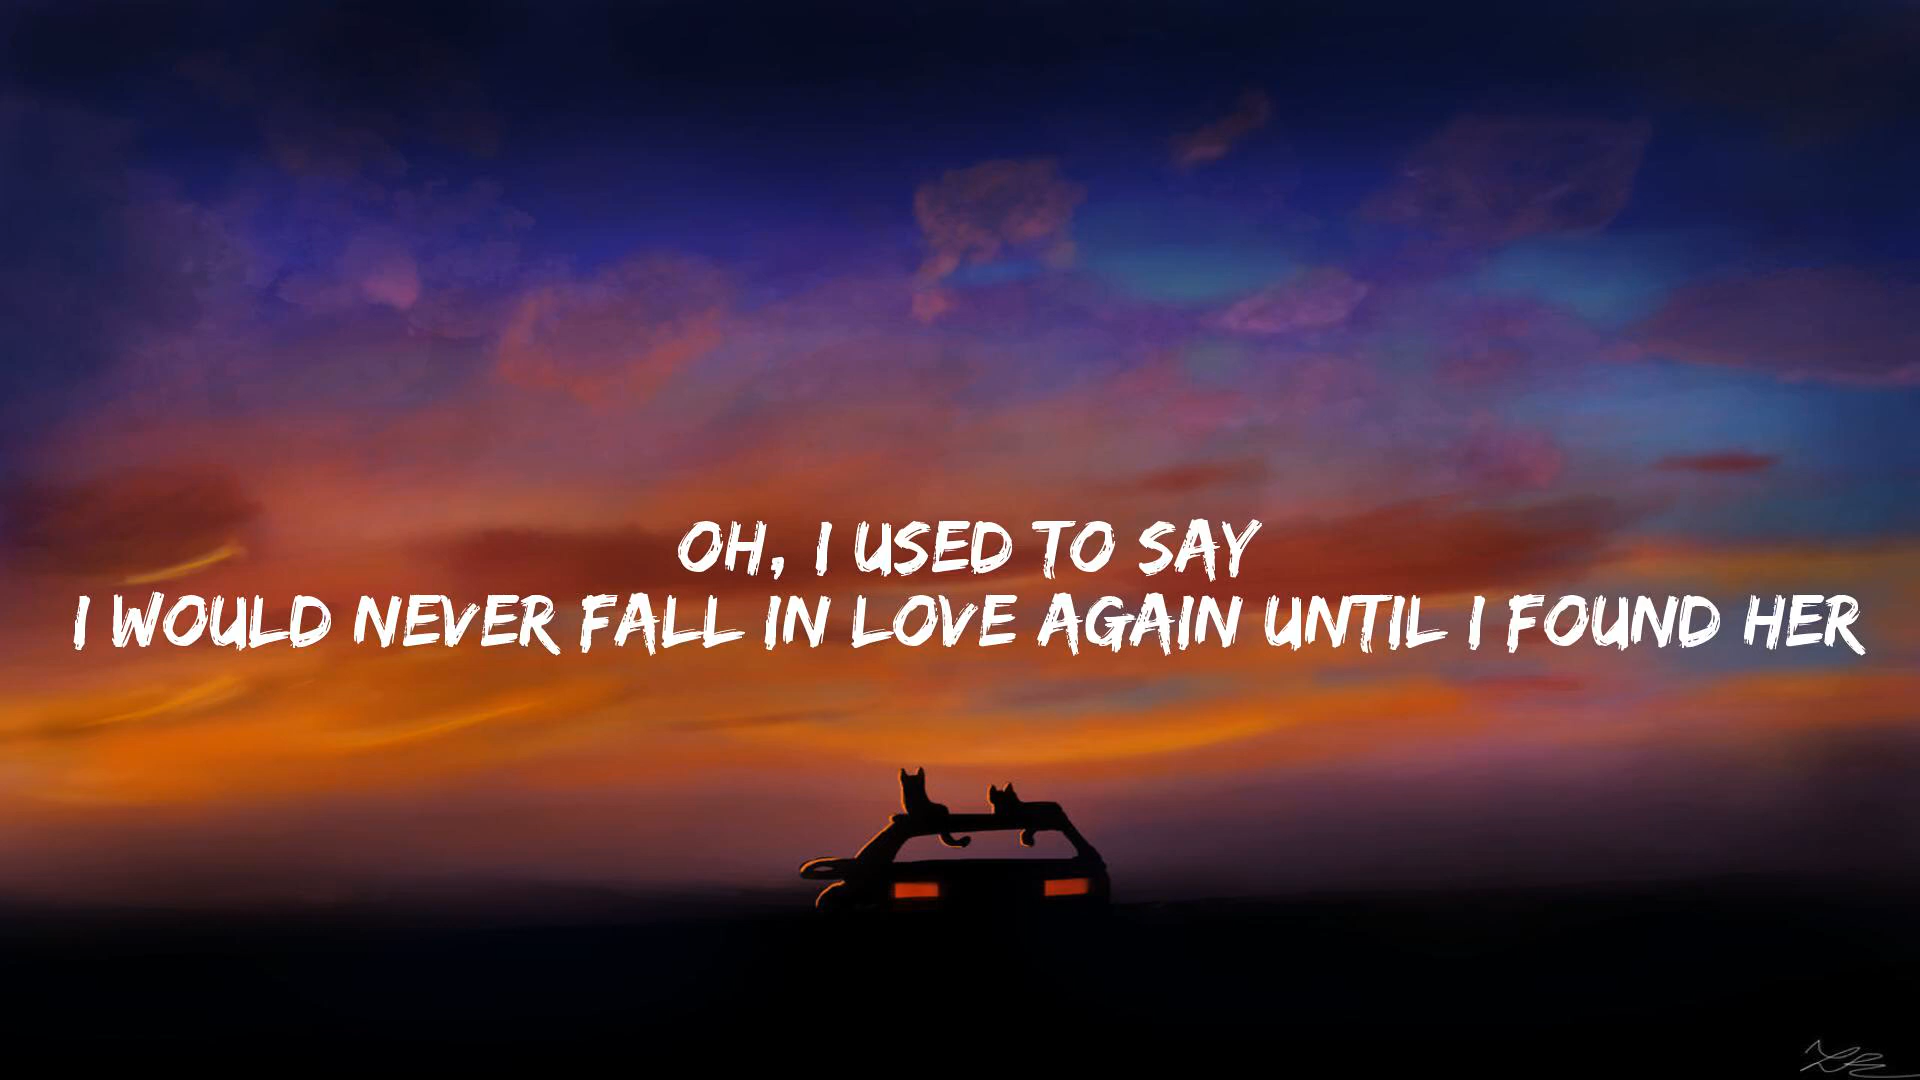 OH, I USED TO SAY
I WOULD NEVER FALL IN LOVE AGAIN UNTIL I FOUND HER